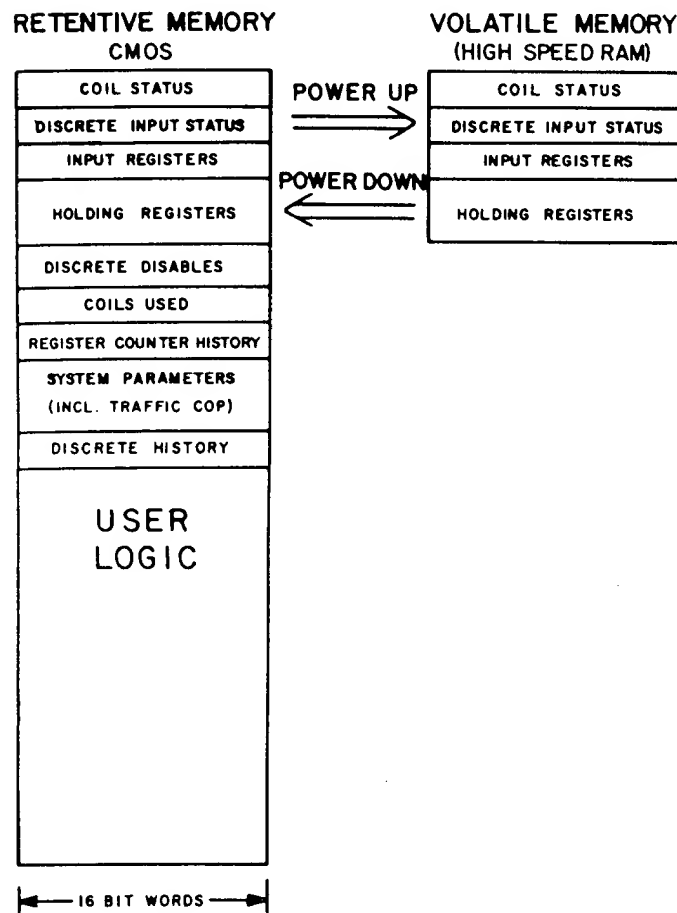 RETENTIVE MEMORY
CMOS
COIL STATUS
DISCRETE INPUT STATUS
INPUT REGISTERS
HOLDING REGISTERS
DISCRETE DISABLES
COILS USED
REGISTER COUNTER HISTORY
SYSTEM PARAMETERS
(INCL. TRAFFIC COP)
DISCRETE HISTORY
USER
LOGIC
16 BIT WORDS
POWER UP
POWER DOWN
VOLATILE MEMORY
(HIGH SPEED RAM)
COIL STATUS
DISCRETE INPUT STATUS
INPUT REGISTERS
HOLDING REGISTERS